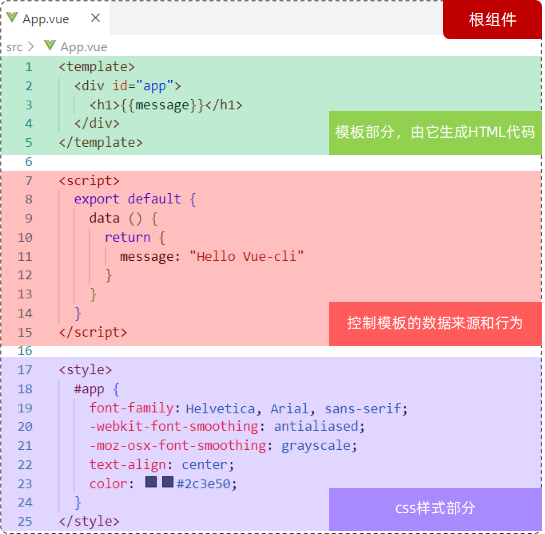 App.vue ×
根组件
src > App.vue
1 <template>
2 <div id="app">
3 <h1>{{message}}</h1>
4 </div>
5 </template>
模板部分，由它生成HTML代码
6
7 <script>
8 export default {
9 data () {
10 return {
11 message: "Hello Vue-cli"
12 }
13 }
14 }
15 </script>
控制模板的数据来源和行为
16
17 <style>
18 #app {
19 font-family: Helvetica, Arial, sans-serif;
20 -webkit-font-smoothing: antialiased;
21 -moz-osx-font-smoothing: grayscale;
22 text-align: center;
23 color: #2c3e50;
24 }
25 </style>
css样式部分